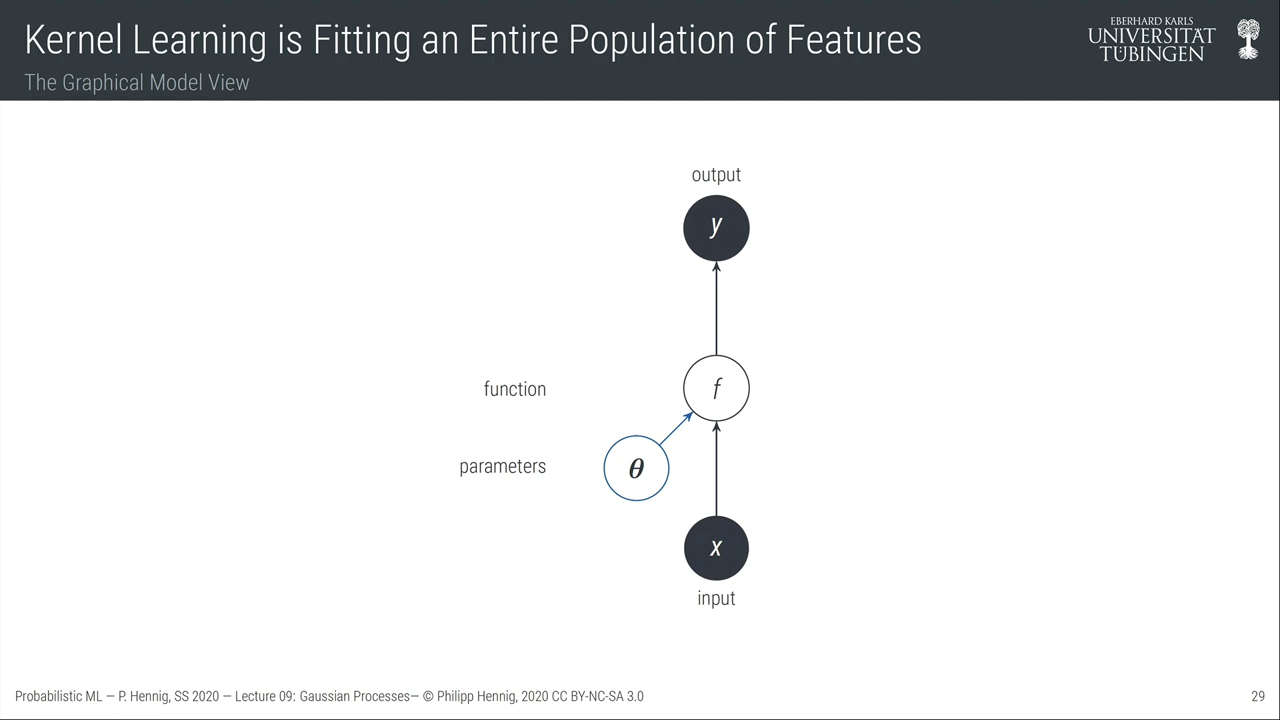 Kernel Learning is Fitting an Entire Population of Features
The Graphical Model View
EBERHARD KARLS
UNIVERSITÄT
TÜBINGEN
output
y
function
f
parameters
θ
x
input
Probabilistic ML — P. Hennig, SS 2020 — Lecture 09: Gaussian Processes— © Philipp Hennig, 2020 CC BY-NC-SA 3.0
29